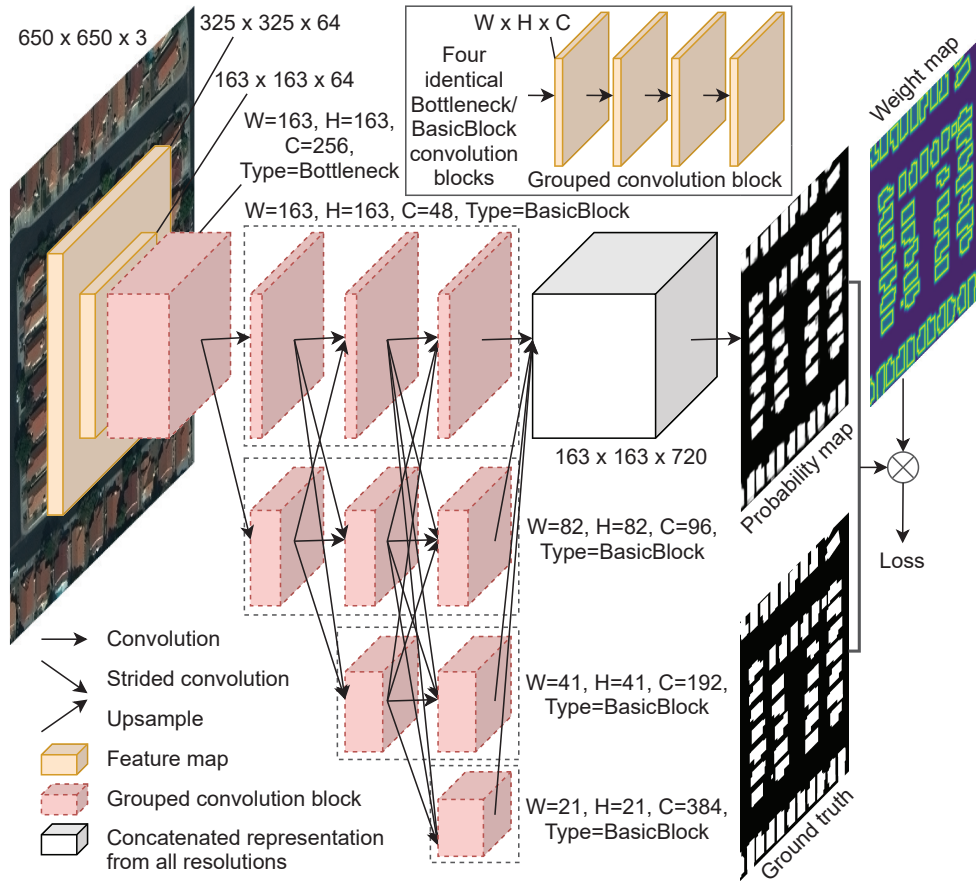 650 x 650 x 3
325 x 325 x 64
163 x 163 x 64
W=163, H=163,
C=256,
Type=Bottleneck
W x H x C
Four
identical
Bottleneck/
BasicBlock
convolution
blocks
Grouped convolution block
Weight map
W=163, H=163, C=48, Type=BasicBlock
163 x 163 x 720
Probability map
W=82, H=82, C=96,
Type=BasicBlock
Loss
W=41, H=41, C=192,
Type=BasicBlock
W=21, H=21, C=384,
Type=BasicBlock
Ground truth
Convolution
Strided convolution
Upsample
Feature map
Grouped convolution block
Concatenated representation
from all resolutions